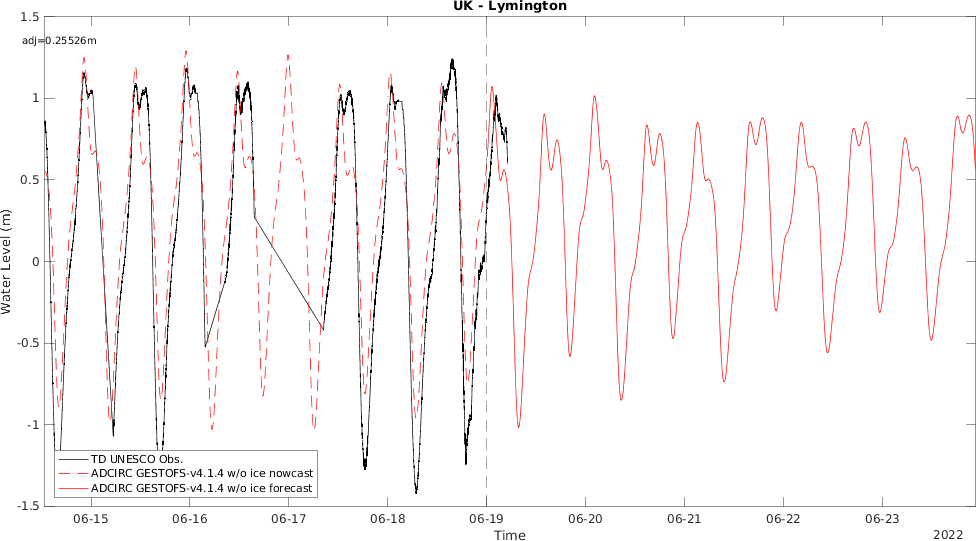 UK - Lymington
adj=0.25526m
Water Level (m)
1.5
1
0.5
0
-0.5
-1
-1.5
TD UNESCO Obs.
ADCIRC GESTOFS-v4.1.4 w/o ice nowcast
ADCIRC GESTOFS-v4.1.4 w/o ice forecast
06-15 06-16 06-17 06-18 06-19 06-20 06-21 06-22 06-23
Time
2022